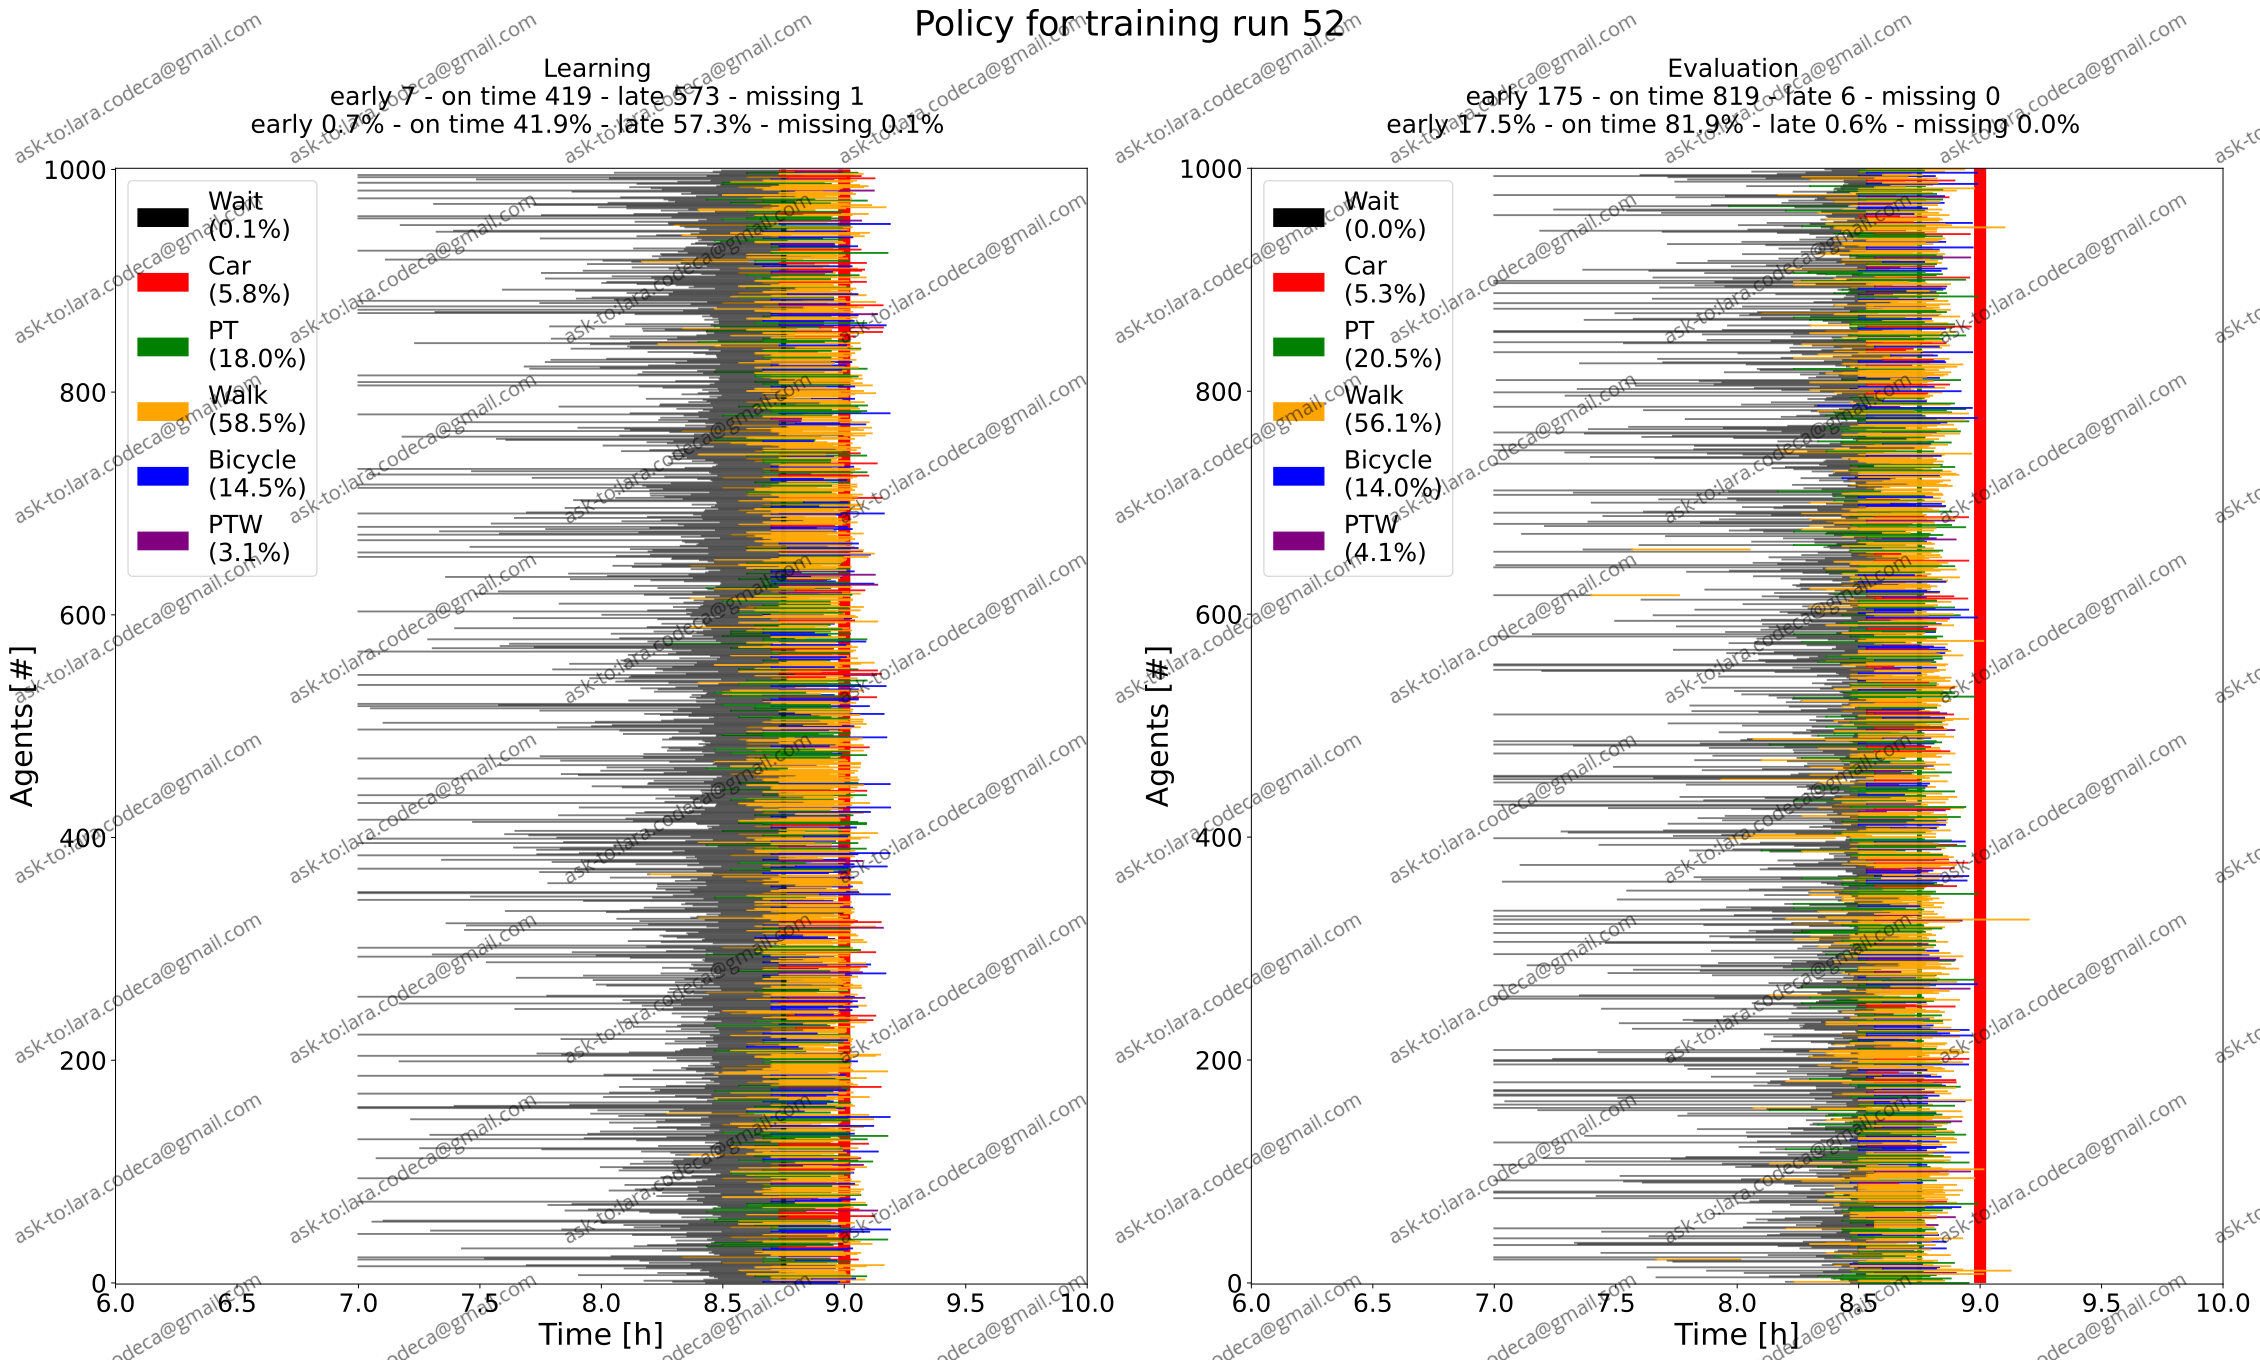 Policy for training run 52
Learning
early 7 - on time 419 - late 573 - missing 1
early 0.7% - on time 41.9% - late 57.3% - missing 0.1%
1000
800
600
400
200
0
Agents [#]
Wait
(0.1%)
Car
(5.8%)
PT
(18.0%)
Walk
(58.5%)
Bicycle
(14.5%)
PTW
(3.1%)
6.0 6.5 7.0 7.5 8.0 8.5 9.0 9.5 10.0
Time [h]
Evaluation
early 175 - on time 819 - late 6 - missing 0
early 17.5% - on time 81.9% - late 0.6% - missing 0.0%
1000
800
600
400
200
0
Agents [#]
Wait
(0.0%)
Car
(5.3%)
PT
(20.5%)
Walk
(56.1%)
Bicycle
(14.0%)
PTW
(4.1%)
6.0 6.5 7.0 7.5 8.0 8.5 9.0 9.5 10.0
Time [h]
ask-to:lara.codeca@gmail.com